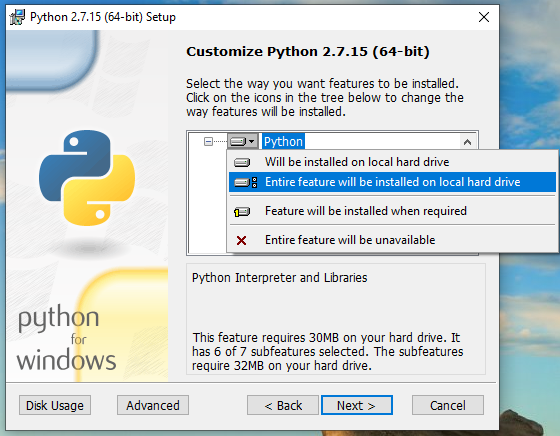 Python 2.7.15 (64-bit) Setup
Customize Python 2.7.15 (64-bit)
Select the way you want features to be installed.
Click on the icons in the tree below to change the
way features will be installed.
Python
Will be installed on local hard drive
Entire feature will be installed on local hard drive
Feature will be installed when required
Entire feature will be unavailable
Python Interpreter and Libraries
This feature requires 30MB on your hard drive. It
has 6 of 7 subfeatures selected. The subfeatures
require 32MB on your hard drive.
python
for
windows
Disk Usage
Advanced
< Back
Next >
Cancel